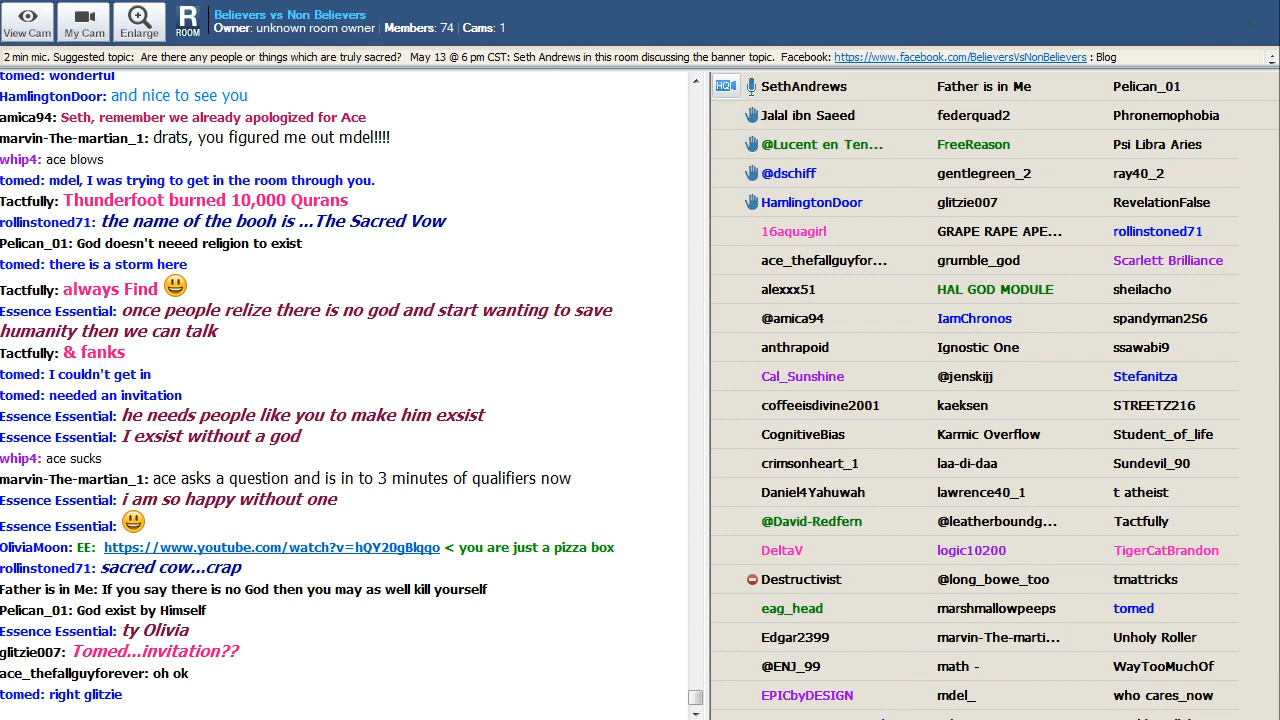 View Cam
My Cam
Enlarge
R
ROOM
Believers vs Non Believers
Owner: unknown room owner | Members: 74 | Cams: 1
2 min mic. Suggested topic: Are there any people or things which are truly sacred? May 13 @ 6 pm CST: Seth Andrews in this room discussing the banner topic. Facebook: https://www.facebook.com/BelieversVsNonBelievers : Blog
tomed: wonderful
HamlingtonDoor: and nice to see you
amica94: Seth, remember we already apologized for Ace
marvin-The-martian_1: drats, you figured me out mdel!!!!
whip4: ace blows
tomed: mdel, I was trying to get in the room through you.
Tactfully: Thunderfoot burned 10,000 Qurans
rollinstoned71: the name of the booh is ...The Sacred Vow
Pelican_01: God doesn't neeed religion to exist
tomed: there is a storm here
Tactfully: always Find
Essence Essential: once people relize there is no god and start wanting to save
humanity then we can talk
Tactfully: & fanks
tomed: I couldn't get in
tomed: needed an invitation
Essence Essential: he needs people like you to make him exsist
Essence Essential: I exsist without a god
whip4: ace sucks
marvin-The-martian_1: ace asks a question and is in to 3 minutes of qualifiers now
Essence Essential: i am so happy without one
Essence Essential:
OliviaMoon: EE: https://www.youtube.com/watch?v=hQY20gBlqqo < you are just a pizza box
rollinstoned71: sacred cow...crap
Father is in Me: If you say there is no God then you may as well kill yourself
Pelican_01: God exist by Himself
Essence Essential: ty Olivia
glitzie007: Tomed...invitation??
ace_thefallguyforever: oh ok
tomed: right glitzie
HQ
SethAndrews Father is in Me Pelican_01
Jalal ibn Saeed federquad2 Phronemophobia
@Lucent en Ten... FreeReason Psi Libra Aries
@dschiff gentlegreen_2 ray40_2
HamlingtonDoor glitzie007 RevelationFalse
16aquagirl GRAPE RAPE APE... rollinstoned71
ace_thefallguyfor... grumble_god Scarlett Brilliance
alexxx51 HAL GOD MODULE sheilacho
@amica94 IamChronos spandyman2S6
anthrapoid Ignostic One ssawabi9
Cal_Sunshine @jenskijj Stefanitza
coffeeisdivine2001 kaeksen STREETZ216
CognitiveBias Karmic Overflow Student_of_life
crimsonheart_1 laa-di-daa Sundevil_90
Daniel4Yahuwah lawrence40_1 t atheist
@David-Redfern @leatherboundg... Tactfully
DeltaV logic10200 TigerCatBrandon
Destructivist @long_bowe_too tmattricks
eag_head marshmallowpeeps tomed
Edgar2399 marvin-The-marti... Unholy Roller
@ENJ_99 math - WayTooMuchOf
EPICbyDESIGN mdel_ who cares_now